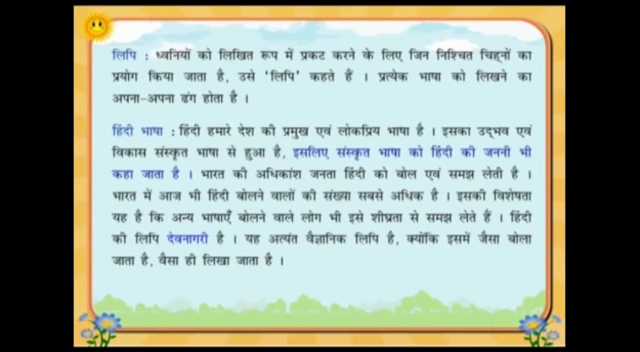 लिपि : ध्वनियों को लिखित रूप में प्रकट करने के लिए जिन निश्चित चिह्नों का
प्रयोग किया जाता है, उसे ‘लिपि’ कहते हैं । प्रत्येक भाषा को लिखने का
अपना-अपना ढंग होता है ।
हिंदी भाषा : हिंदी हमारे देश की प्रमुख एवं लोकप्रिय भाषा है । इसका उद्भव एवं
विकास संस्कृत भाषा से हुआ है, इसलिए संस्कृत भाषा को हिंदी की जननी भी
कहा जाता है । भारत की अधिकांश जनता हिंदी को बोल एवं समझ लेती है ।
भारत में आज भी हिंदी बोलने वालों की संख्या सबसे अधिक है । इसकी विशेषता
यह है कि अन्य भाषाएँ बोलने वाले लोग भी इसे शीघ्रता से समझ लेते हैं । हिंदी
की लिपि देवनागरी है । यह अत्यंत वैज्ञानिक लिपि है, क्योंकि इसमें जैसा बोला
जाता है, वैसा ही लिखा जाता है ।